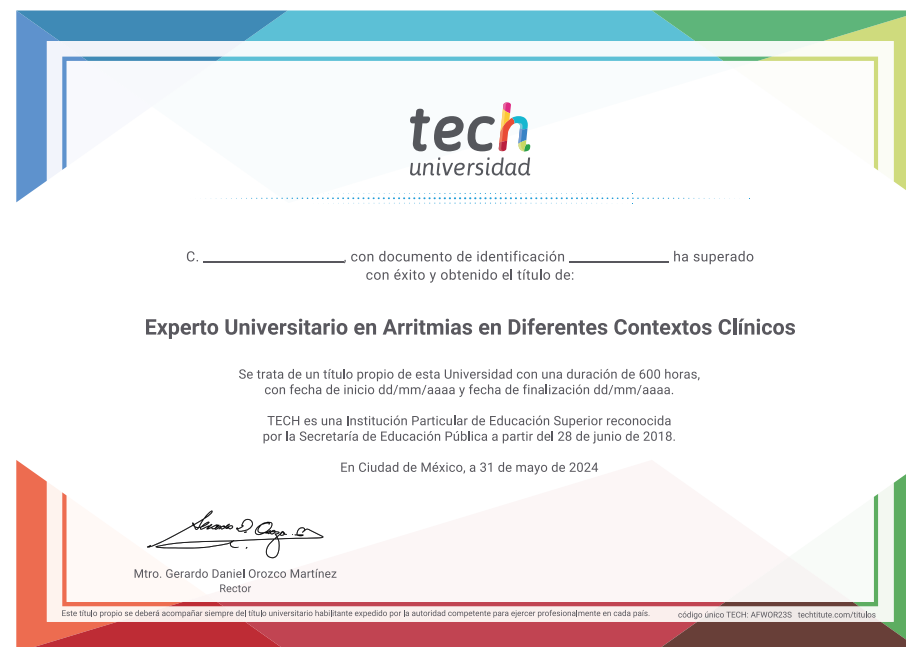 tech
universidad
C. ____________, con documento de identificación ____________ ha superado
con éxito y obtenido el título de:
Experto Universitario en Arritmias en Diferentes Contextos Clínicos
Se trata de un título propio de esta Universidad con una duración de 600 horas,
con fecha de inicio dd/mm/aaaa y fecha de finalización dd/mm/aaaa.
TECH es una Institución Particular de Educación Superior reconocida
por la Secretaría de Educación Pública a partir del 28 de junio de 2018.
En Ciudad de México, a 31 de mayo de 2024
Mtro. Gerardo Daniel Orozco Martínez
Rector
Este título propio se deberá acompañar siempre del título universitario habilitante expedido por la autoridad competente para ejercer profesionalmente en cada país. código único TECH: AFWOR23S techtitute.com/titulos